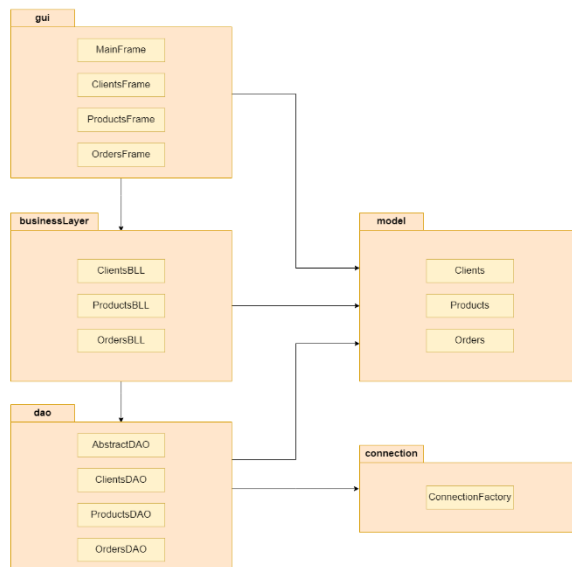 gui
MainFrame
ClientsFrame
ProductsFrame
OrdersFrame
businessLayer
ClientsBLL
ProductsBLL
OrdersBLL
model
Clients
Products
Orders
dao
AbstractDAO
ClientsDAO
ProductsDAO
OrdersDAO
connection
ConnectionFactory